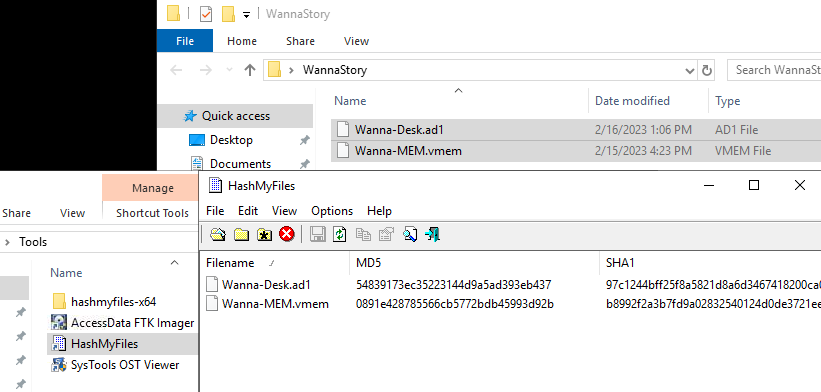 WannaStory
File Home Share View
WannaStory
Search WannaSt
Quick access
Desktop
Documents
Name Date modified Type
Wanna-Desk.ad1 2/16/2023 1:06 PM AD1 File
Wanna-MEM.vmem 2/15/2023 4:23 PM VMEM File
Manage
Share View Shortcut Tools
Tools
Name
hashmyfiles-x64
AccessData FTK Imager
HashMyFiles
SysTools OST Viewer
HashMyFiles
File Edit View Options Help
Filename MD5 SHA1
Wanna-Desk.ad1 54839173ec35223144d9a5ad393eb437 97c1244bff25f8a5821d8a6d3467418200ca0
Wanna-MEM.vmem 0891e428785566cb5772bdb45993d92b b8992f2a3b7fd9a02832540124d0de3721ee